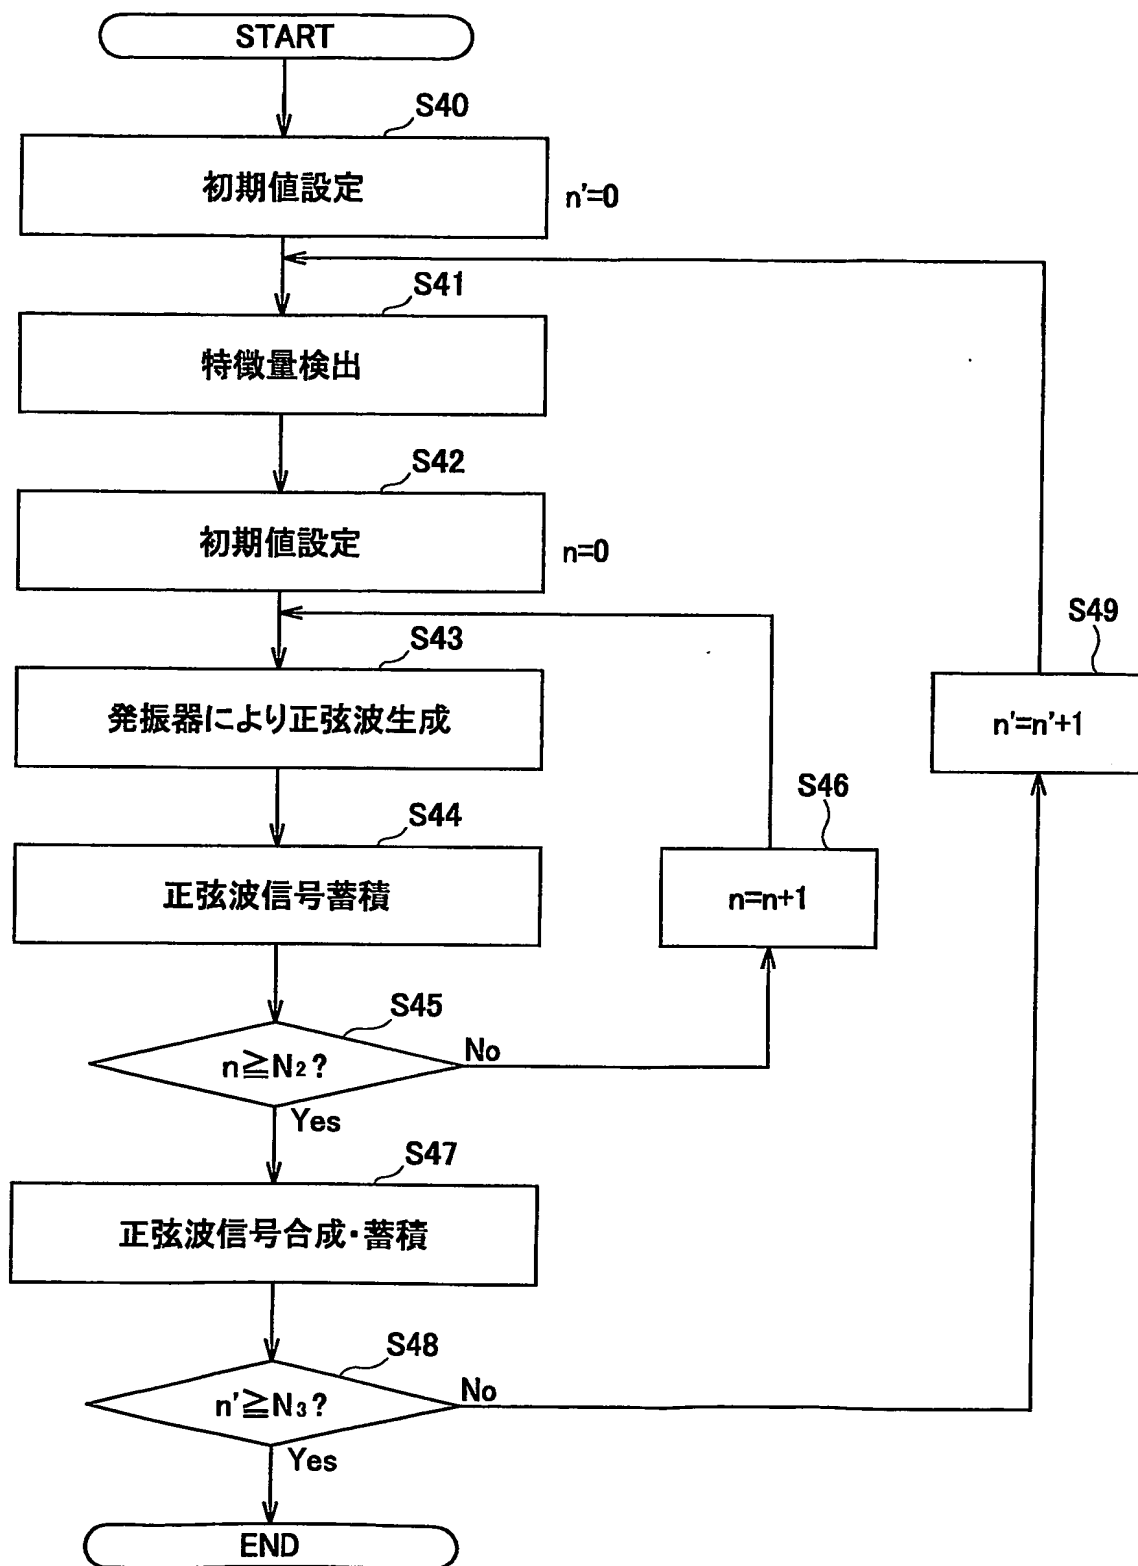 START
S40
初期値設定
n'=0
S41
特徴量検出
S42
初期値設定
n=0
S43
発振器により正弦波生成
S44
正弦波信号蓄積
S45
n≧N2?
No
Yes
S46
n=n+1
S47
正弦波信号合成・蓄積
S48
n'≧N3?
No
Yes
S49
n'=n'+1
END